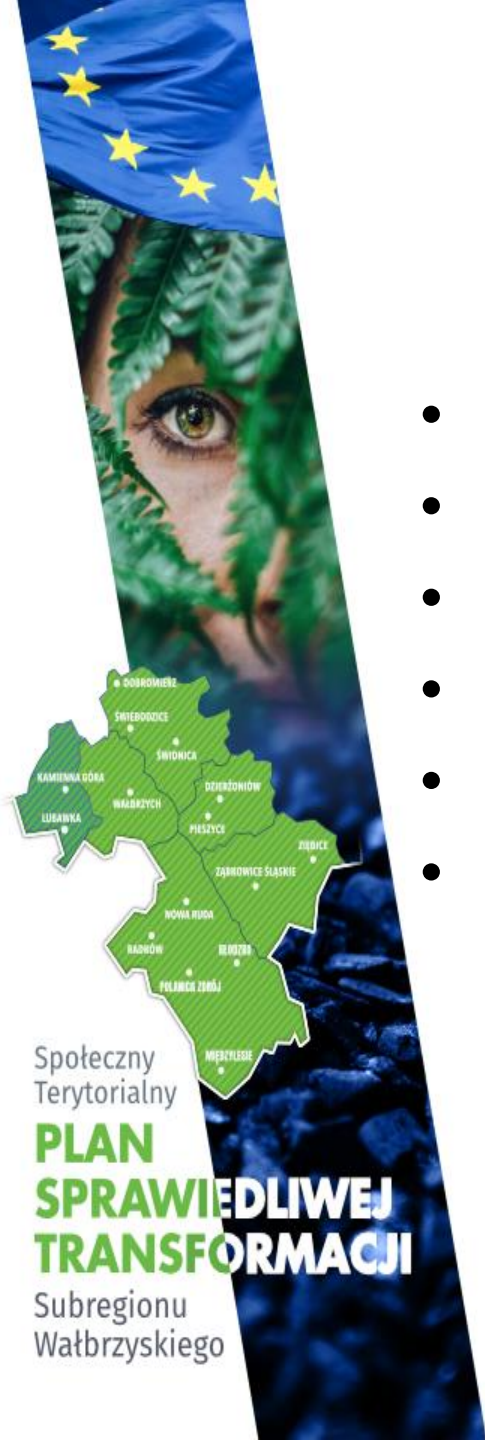 DOBROMIERZ
ŚWIEBODZICE
ŚWIDNICA
KAMIENNA GÓRA
DZIERŻONIÓW
WAŁBRZYCH
LUBAWKA
PIESZYCE
ZIĘBICE
ZĄBKOWICE ŚLĄSKIE
NOWA RUDA
RADKÓW
KŁODZKO
POLANICA ZDRÓJ
MIĘDZYLESIE
Społeczny
Terytorialny
PLAN
SPRAWIEDLIWEJ
TRANSFORMACJI
Subregionu
Wałbrzyskiego